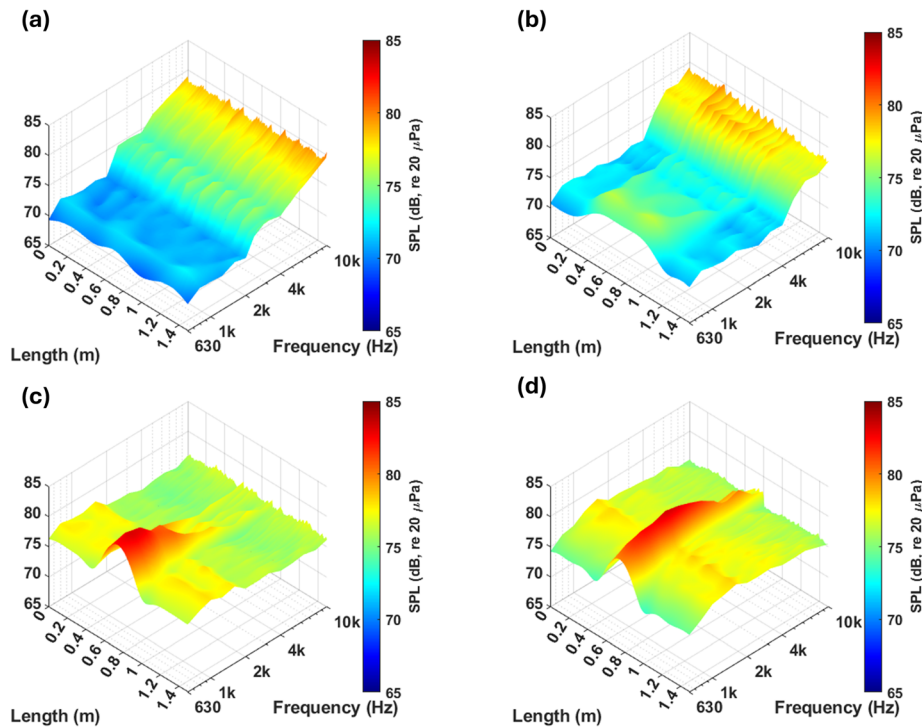 (a)
85
80
75
70
65
0
0.2
0.4
0.6
0.8
1
1.2
1.4
Length (m)
630
1k
2k
4k
10k
Frequency (Hz)
85
80
75
70
65
SPL (dB, re 20 μPa)
(b)
85
80
75
70
65
0
0.2
0.4
0.6
0.8
1
1.2
1.4
Length (m)
630
1k
2k
4k
10k
Frequency (Hz)
85
80
75
70
65
SPL (dB, re 20 μPa)
(c)
85
80
75
70
65
0
0.2
0.4
0.6
0.8
1
1.2
1.4
Length (m)
630
1k
2k
4k
10k
Frequency (Hz)
85
80
75
70
65
SPL (dB, re 20 μPa)
(d)
85
80
75
70
65
0
0.2
0.4
0.6
0.8
1
1.2
1.4
Length (m)
630
1k
2k
4k
10k
Frequency (Hz)
85
80
75
70
65
SPL (dB, re 20 μPa)